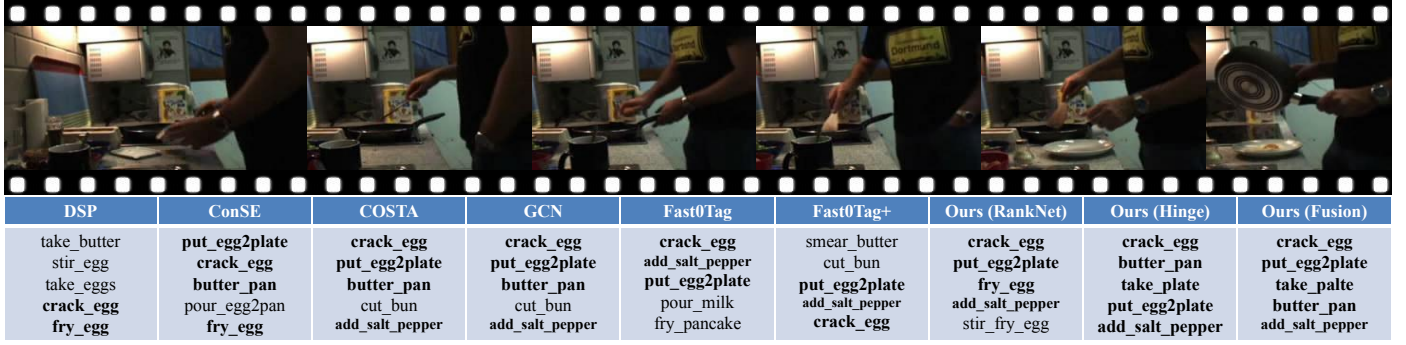 Dortmund
DSP ConSE COSTA GCN Fast0Tag Fast0Tag+ Ours (RankNet) Ours (Hinge) Ours (Fusion)
take_butter put_egg2plate crack_egg crack_egg crack_egg smear_butter crack_egg crack_egg crack_egg
stir_egg crack_egg put_egg2plate put_egg2plate add_salt_pepper cut_bun put_egg2plate butter_pan put_egg2plate
take_eggs butter_pan butter_pan butter_pan put_egg2plate put_egg2plate fry_egg take_plate take_palte
crack_egg pour_egg2pan cut_bun cut_bun pour_milk add_salt_pepper add_salt_pepper put_egg2plate butter_pan
fry_egg fry_egg add_salt_pepper add_salt_pepper fry_pancake crack_egg stir_fry_egg add_salt_pepper add_salt_pepper